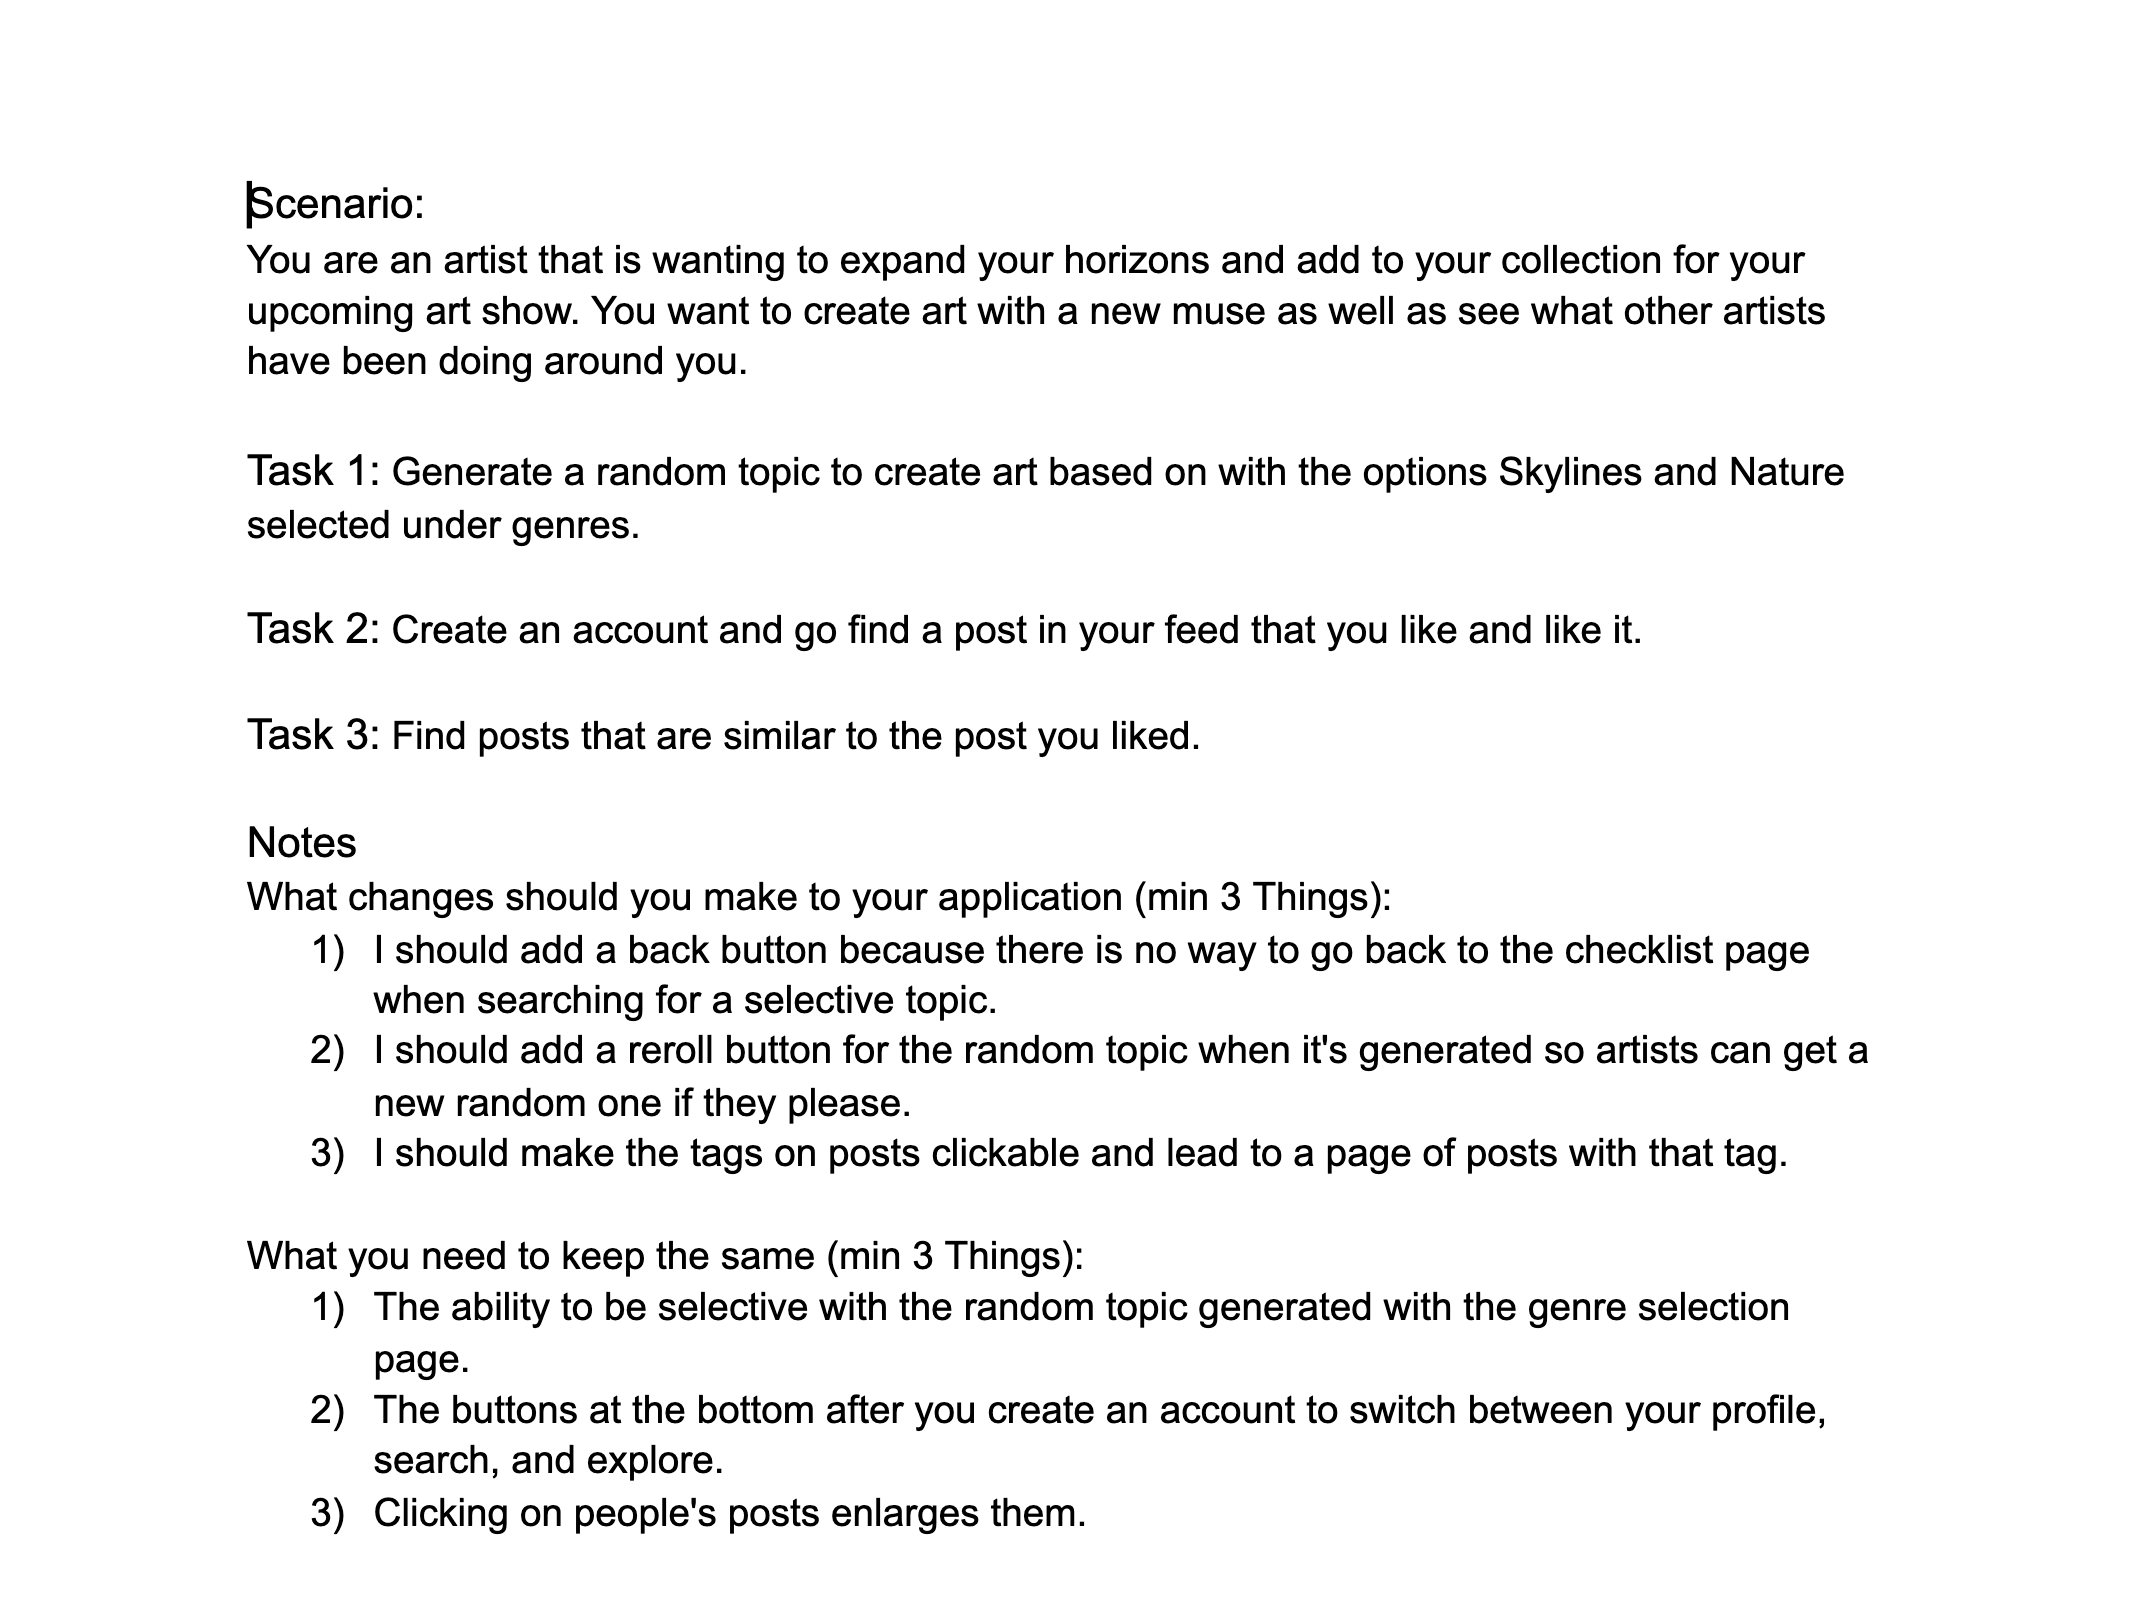 Scenario:
You are an artist that is wanting to expand your horizons and add to your collection for your
upcoming art show. You want to create art with a new muse as well as see what other artists
have been doing around you.
Task 1: Generate a random topic to create art based on with the options Skylines and Nature
selected under genres.
Task 2: Create an account and go find a post in your feed that you like and like it.
Task 3: Find posts that are similar to the post you liked.
Notes
What changes should you make to your application (min 3 Things):
1) I should add a back button because there is no way to go back to the checklist page
when searching for a selective topic.
2) I should add a reroll button for the random topic when it's generated so artists can get a
new random one if they please.
3) I should make the tags on posts clickable and lead to a page of posts with that tag.
What you need to keep the same (min 3 Things):
1) The ability to be selective with the random topic generated with the genre selection
page.
2) The buttons at the bottom after you create an account to switch between your profile,
search, and explore.
3) Clicking on people's posts enlarges them.